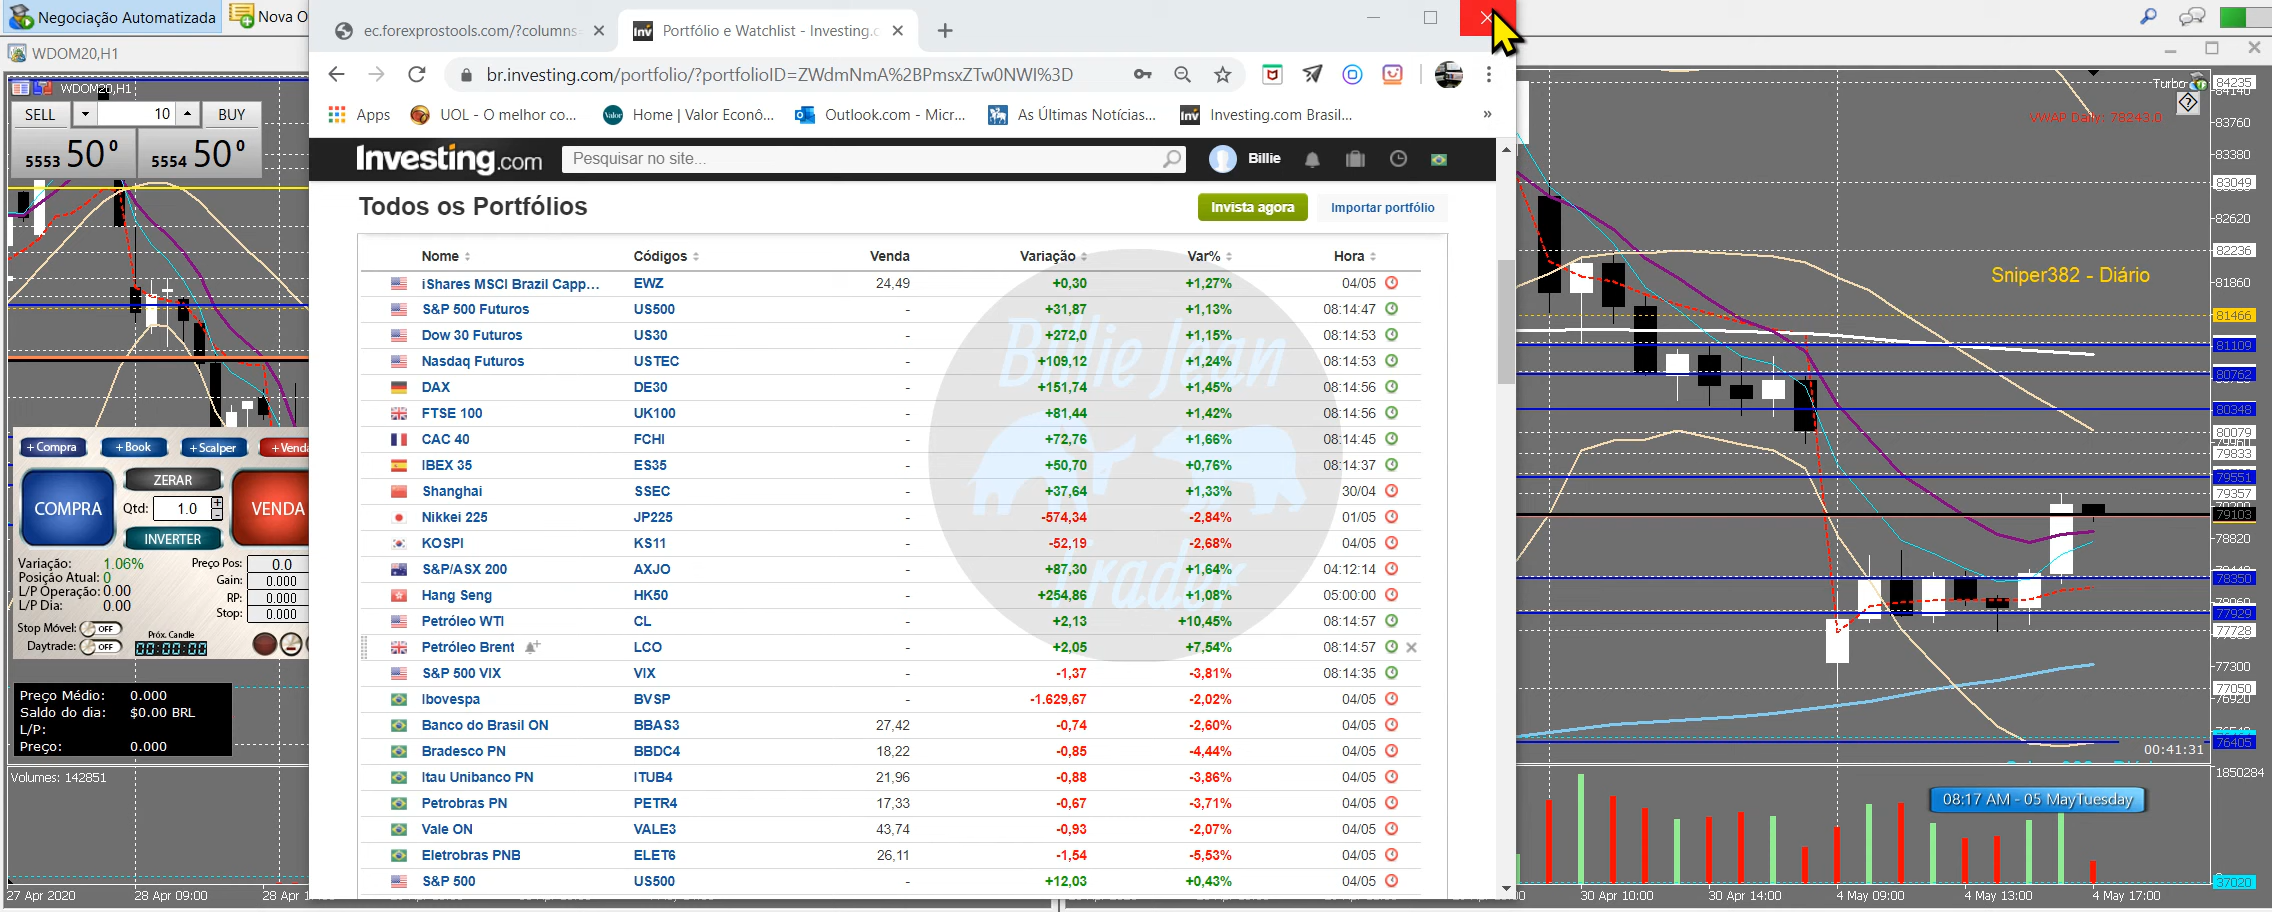 Negociação Automatizada
Nova O
WDOM20,H1
WDOM20,H1
SELL
10
BUY
5553 50 0
5554 50 0
+ Compra
+ Book
+ Scalper
+ Venda
COMPRA
ZERAR
Qtd: 1.0
INVERTER
VENDA
Variação: 1.06%
Posição Atual: 0
L/P Operação: 0.00
L/P Dia: 0.00
Preço Pos: 0.0
Gain: 0.000
RP: 0.000
Stop: 0.000
Stop Móvel: OFF
Daytrade: OFF
Próx. Candle
Preço Médio: 0.000
Saldo do dia: $0.00 BRL
L/P:
Preço: 0.000
Volumes: 142851
27 Apr 2020
28 Apr 09:00
ec.forexprostools.com/?columns
Portfólio e Watchlist - Investing.c
br.investing.com/portfolio/?portfolioID=ZWdmNmA%2BPmsxZTw0NWI%3D
Apps
UOL - O melhor co...
Home | Valor Econô...
Outlook.com - Micr...
As Últimas Notícias...
Investing.com Brasil...
»
Investing.com
Pesquisar no site...
Billie
Todos os Portfólios
Invista agora
Importar portfólio
Nome Códigos Venda Variação Var% Hora
iShares MSCI Brazil Capp... EWZ 24,49 +0,30 +1,27% 04/05
S&P 500 Futuros US500 - +31,87 +1,13% 08:14:47
Dow 30 Futuros US30 - +272,0 +1,15% 08:14:53
Nasdaq Futuros USTEC - +109,12 +1,24% 08:14:53
DAX DE30 - +151,74 +1,45% 08:14:56
FTSE 100 UK100 - +81,44 +1,42% 08:14:56
CAC 40 FCHI - +72,76 +1,66% 08:14:45
IBEX 35 ES35 - +50,70 +0,76% 08:14:37
Shanghai SSEC - +37,64 +1,33% 30/04
Nikkei 225 JP225 - -574,34 -2,84% 01/05
KOSPI KS11 - -52,19 -2,68% 04/05
S&P/ASX 200 AXJO - +87,30 +1,64% 04:12:14
Hang Seng HK50 - +254,86 +1,08% 05:00:00
Petróleo WTI CL - +2,13 +10,45% 08:14:57
Petróleo Brent LCO - +2,05 +7,54% 08:14:57
S&P 500 VIX VIX - -1,37 -3,81% 08:14:35
Ibovespa BVSP - -1.629,67 -2,02% 04/05
Banco do Brasil ON BBAS3 27,42 -0,74 -2,60% 04/05
Bradesco PN BBDC4 18,22 -0,85 -4,44% 04/05
Itau Unibanco PN ITUB4 21,96 -0,88 -3,86% 04/05
Petrobras PN PETR4 17,33 -0,67 -3,71% 04/05
Vale ON VALE3 43,74 -0,93 -2,07% 04/05
Eletrobras PNB ELET6 26,11 -1,54 -5,53% 04/05
S&P 500 US500 - +12,03 +0,43% 04/05
Billie Jean
Trader
Turbo
VWAP Daily: 78243.0
Sniper382 - Diário
84235
84140
83760
83380
83049
82620
82236
81860
81466
81109
80762
80348
80079
79833
79551
79357
79103
78820
78350
77929
77728
77300
77050
76920
76405
00:41:31
1850284
08:17 AM - 05 MayTuesday
37020
30 Apr 10:00
30 Apr 14:00
4 May 09:00
4 May 13:00
4 May 17:00